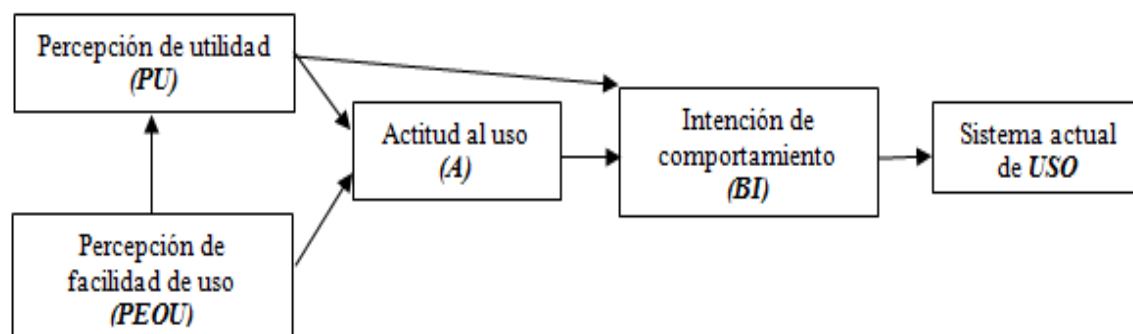 Percepción de utilidad
(PU)
Actitud al uso
(A)
Intención de
comportamiento
(BI)
Sistema actual
de USO
Percepción de
facilidad de uso
(PEOU)